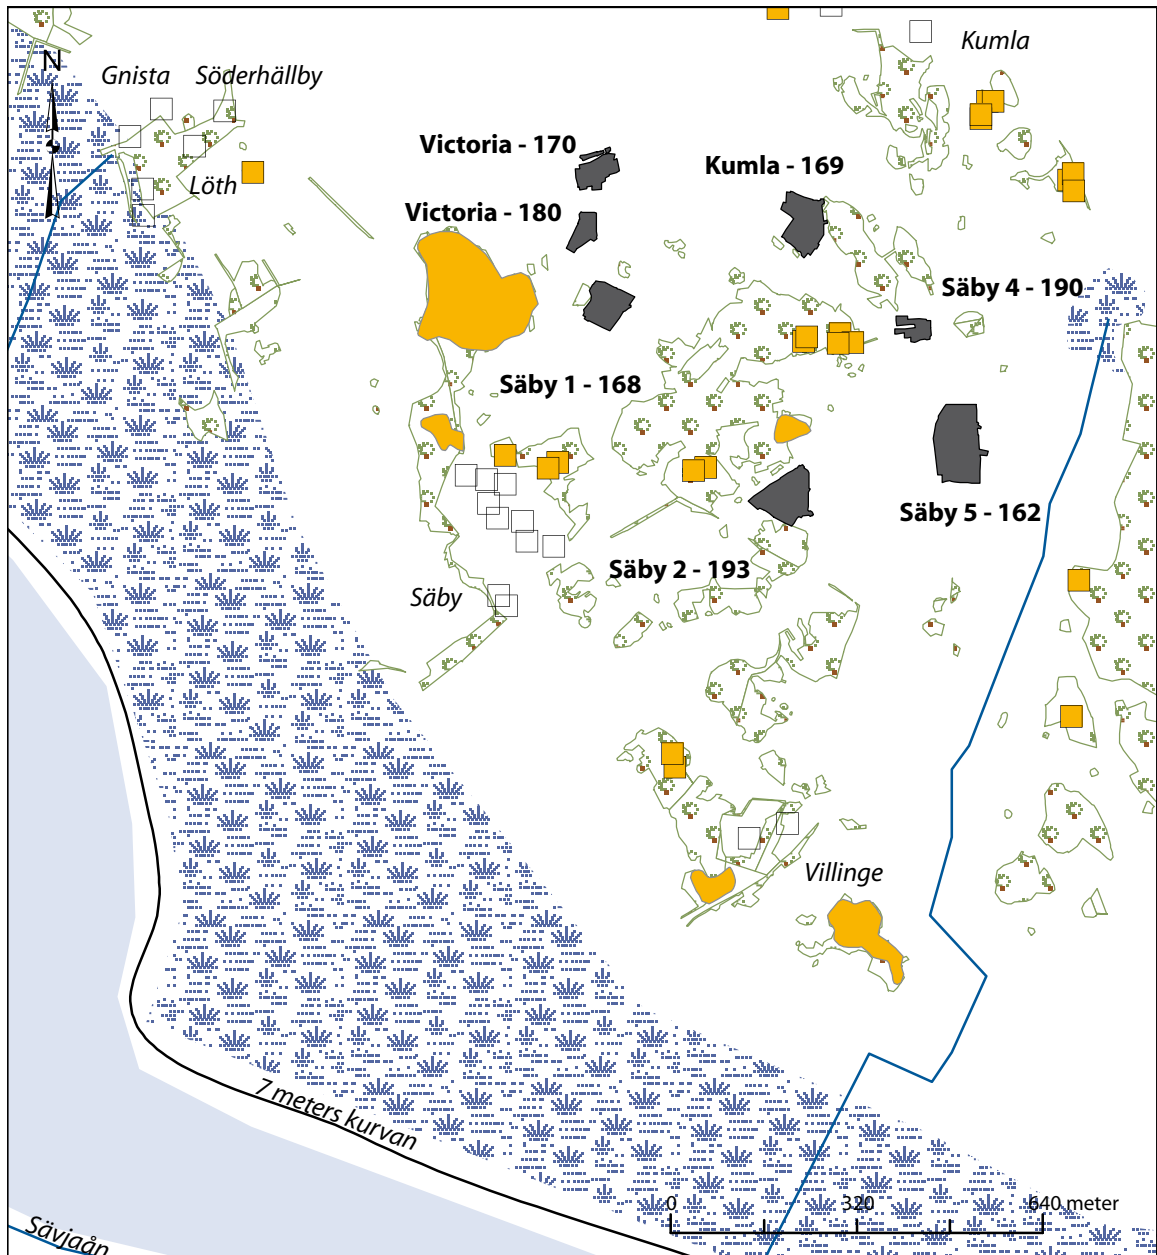 N
Gnista
Söderhällby
Löth
Kumla
Victoria - 170
Kumla - 169
Victoria - 180
Säby 4 - 190
Säby 1 - 168
Säby 5 - 162
Säby 2 - 193
Säby
Villinge
7 meters kurvan
0 320 640 meter
Sävjaån